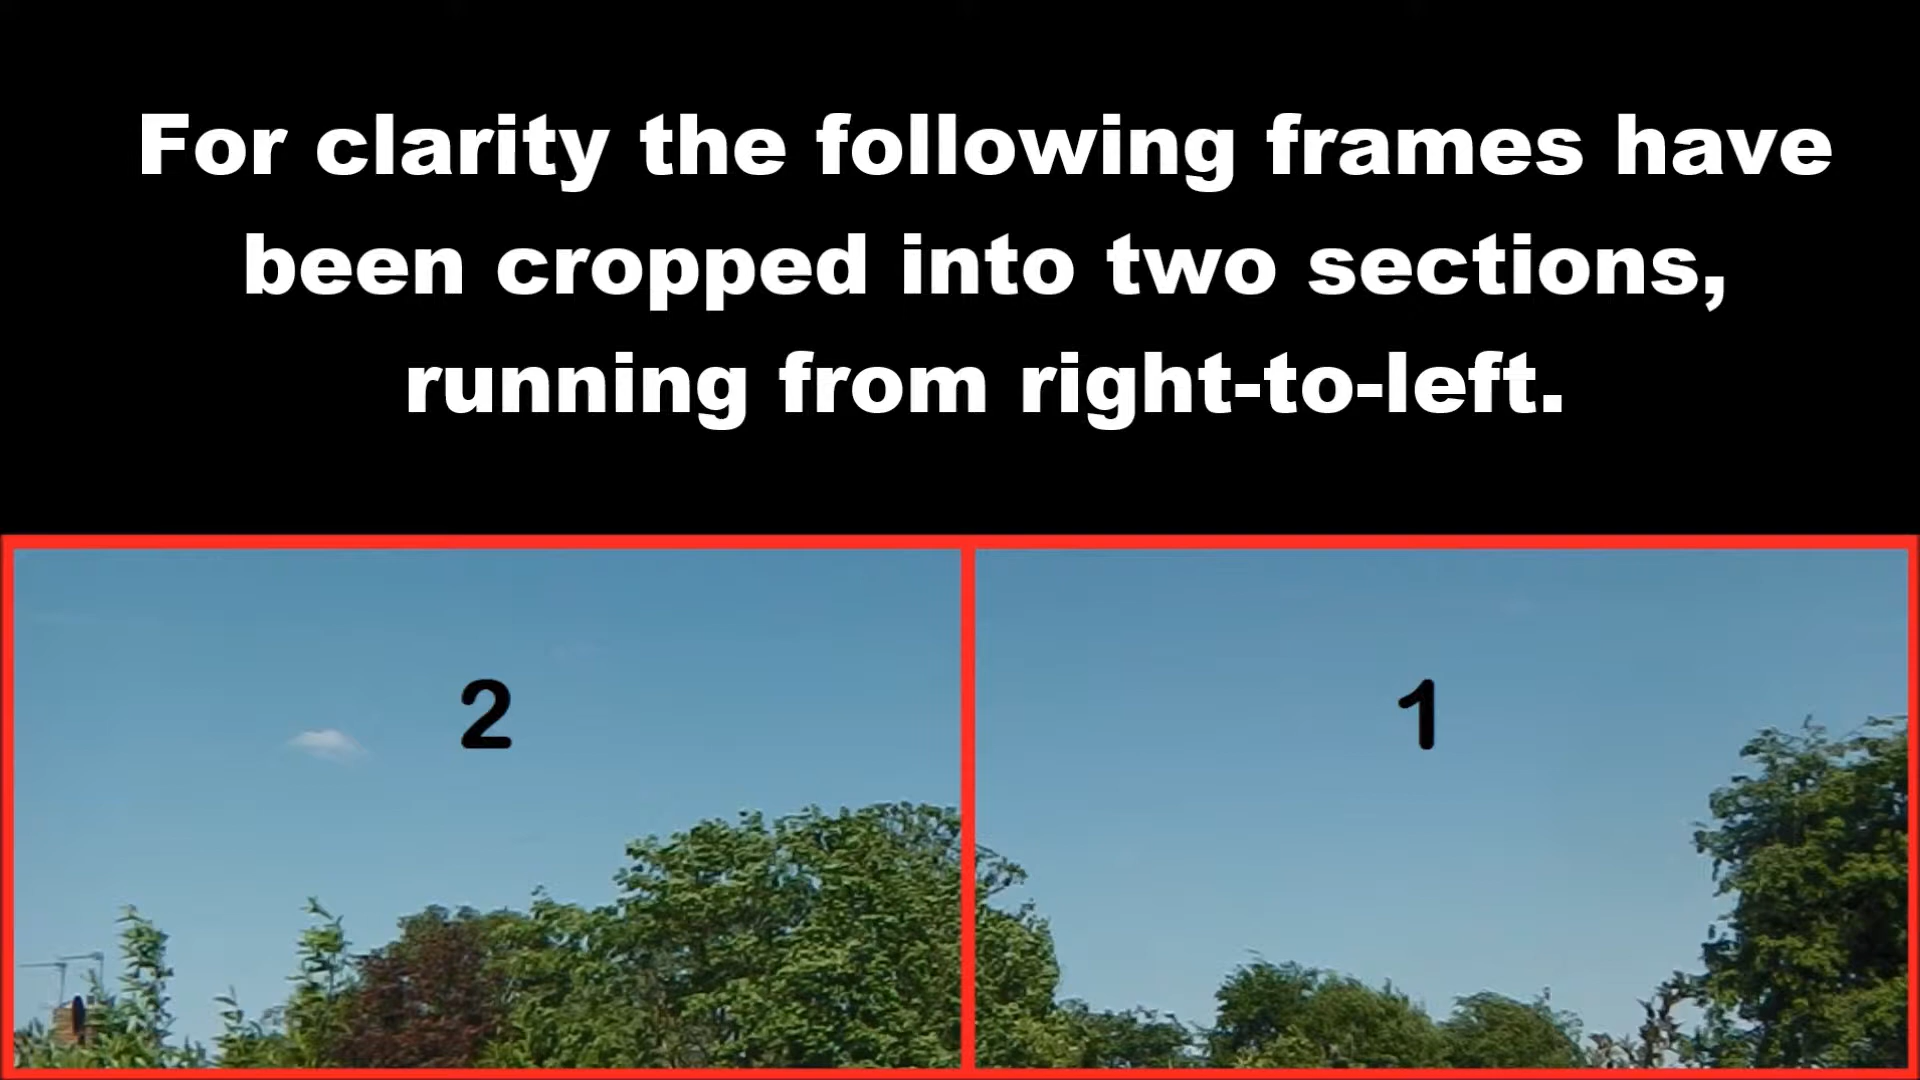 For clarity the following frames have
been cropped into two sections,
running from right-to-left.
2
1